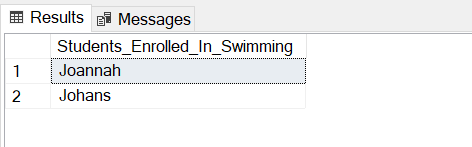 Results Messages
Students_Enrolled_In_Swimming
1 Joannah
2 Johans